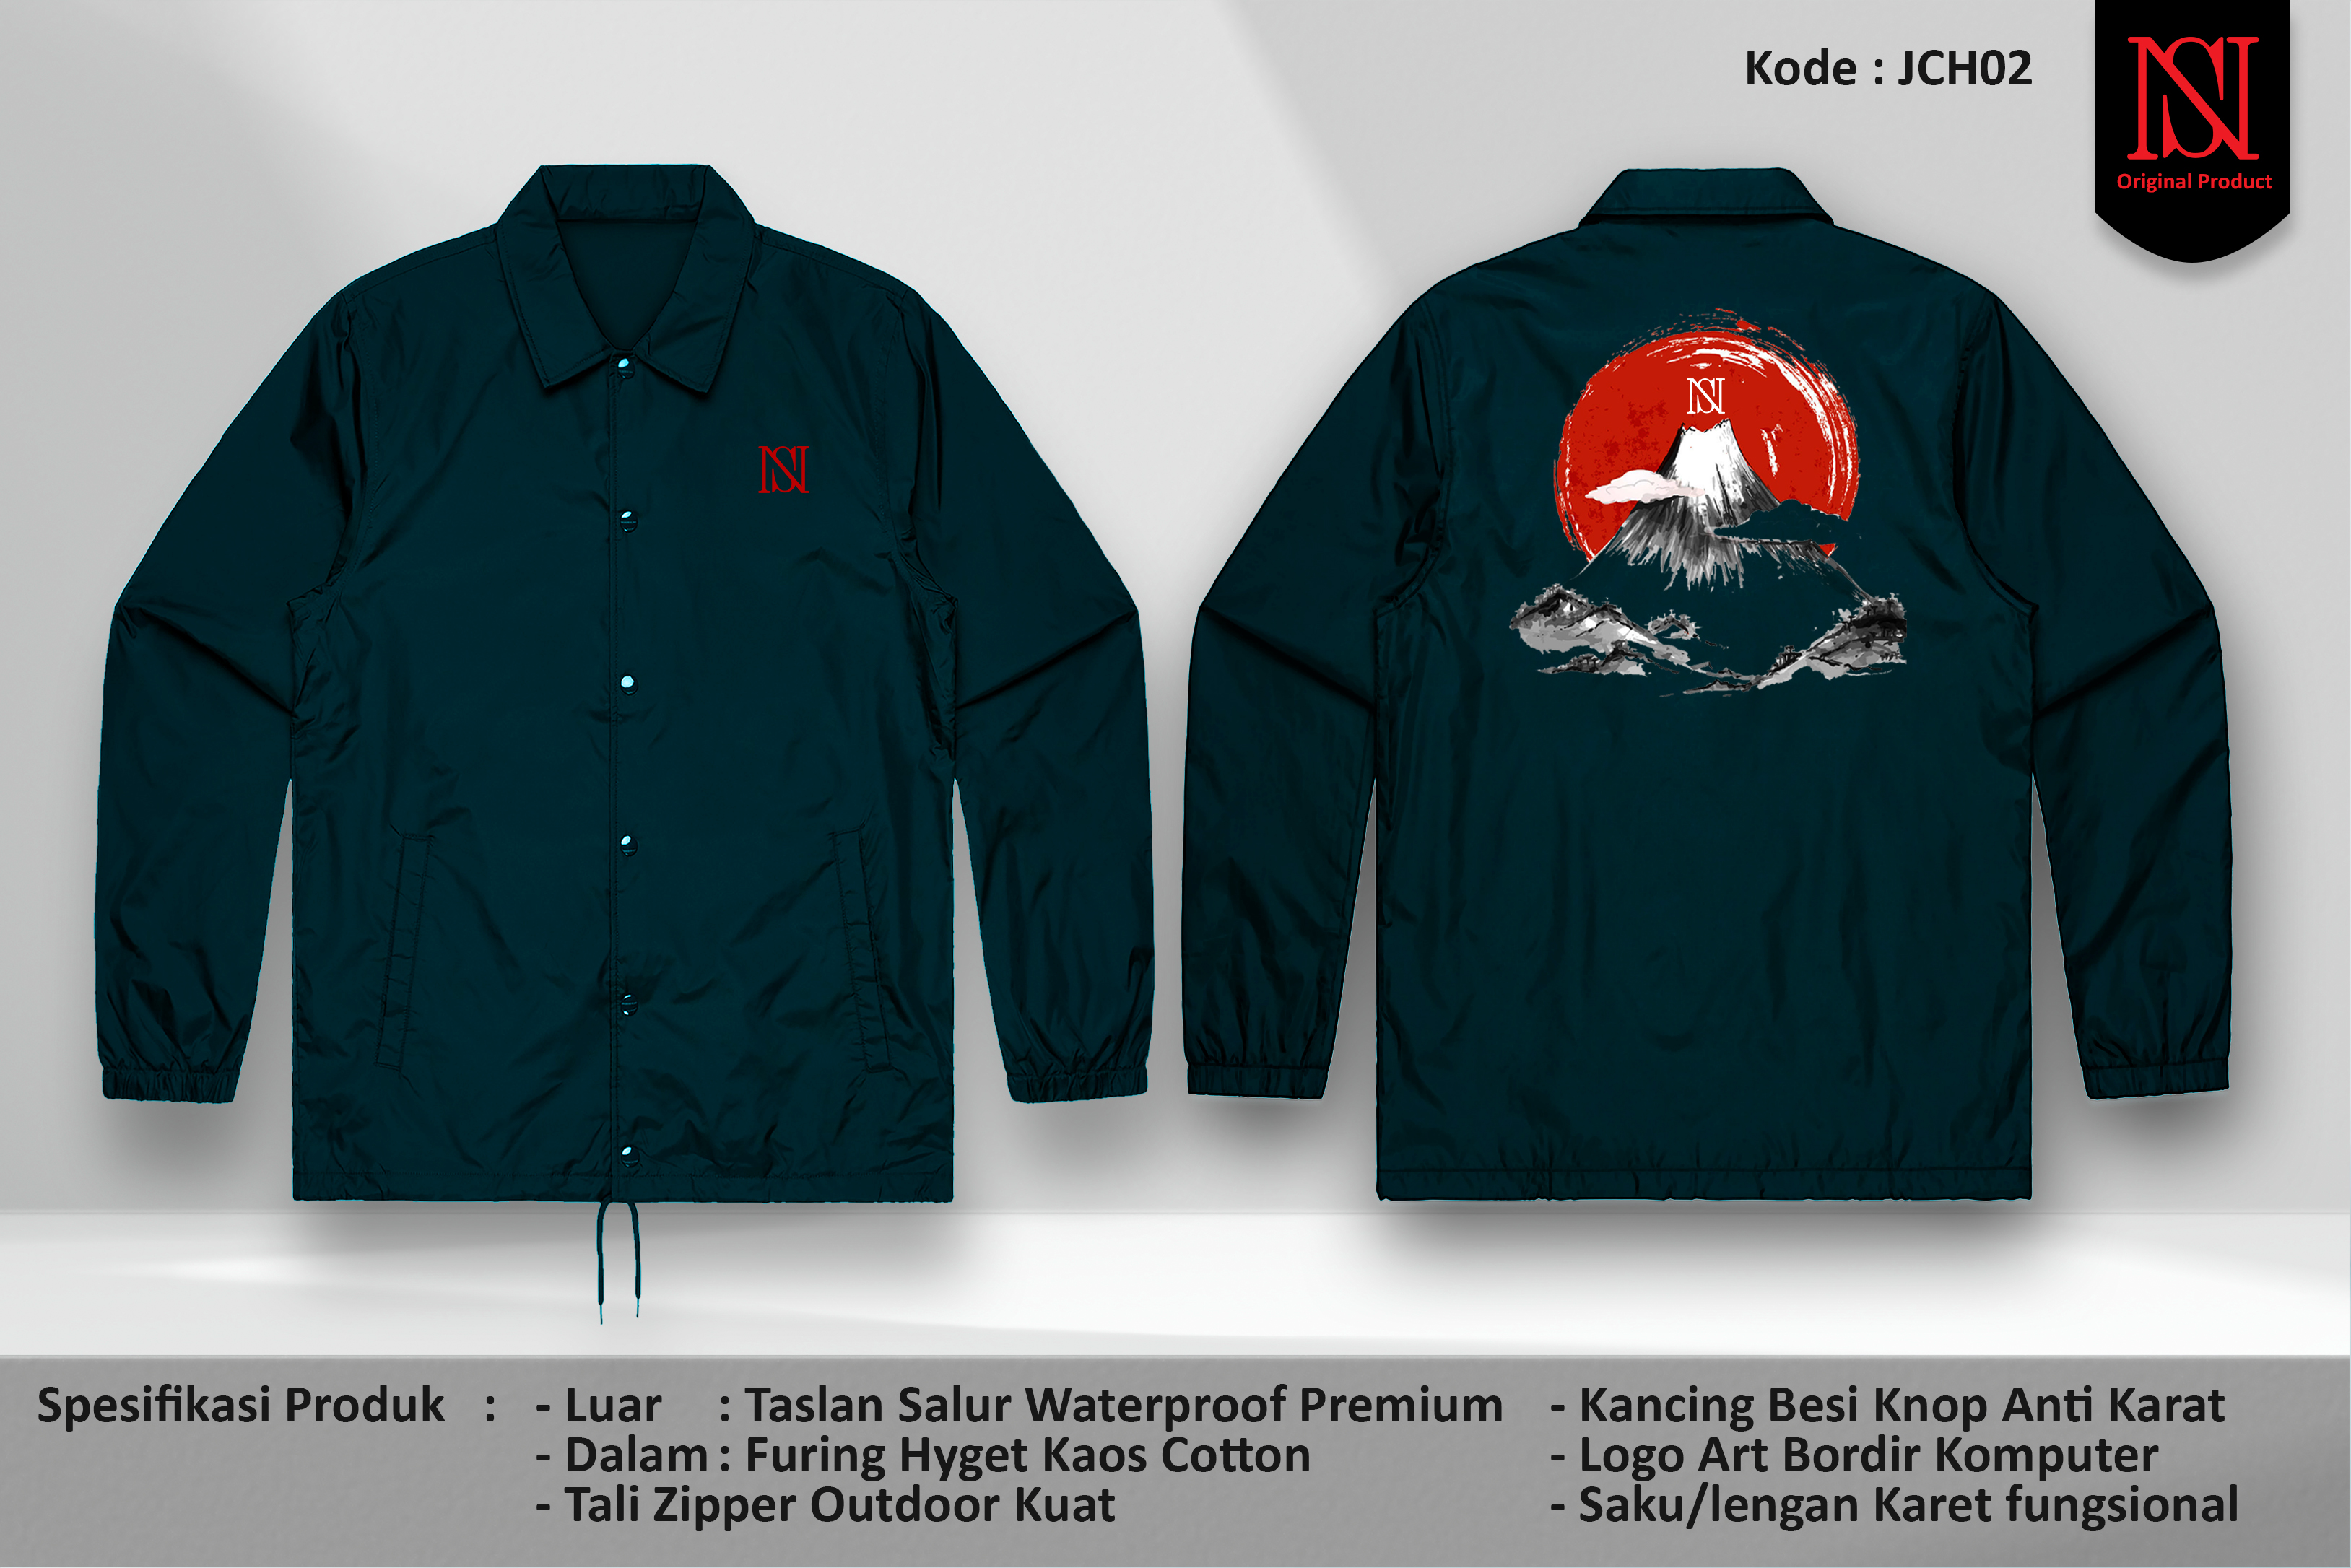 Kode : JCH02
NS
Original Product
NS
NS
Spesifikasi Produk : - Luar : Taslan Salur Waterproof Premium
- Dalam : Furing Hyget Kaos Cotton
- Tali Zipper Outdoor Kuat
- Kancing Besi Knop Anti Karat
- Logo Art Bordir Komputer
- Saku/lengan Karet fungsional